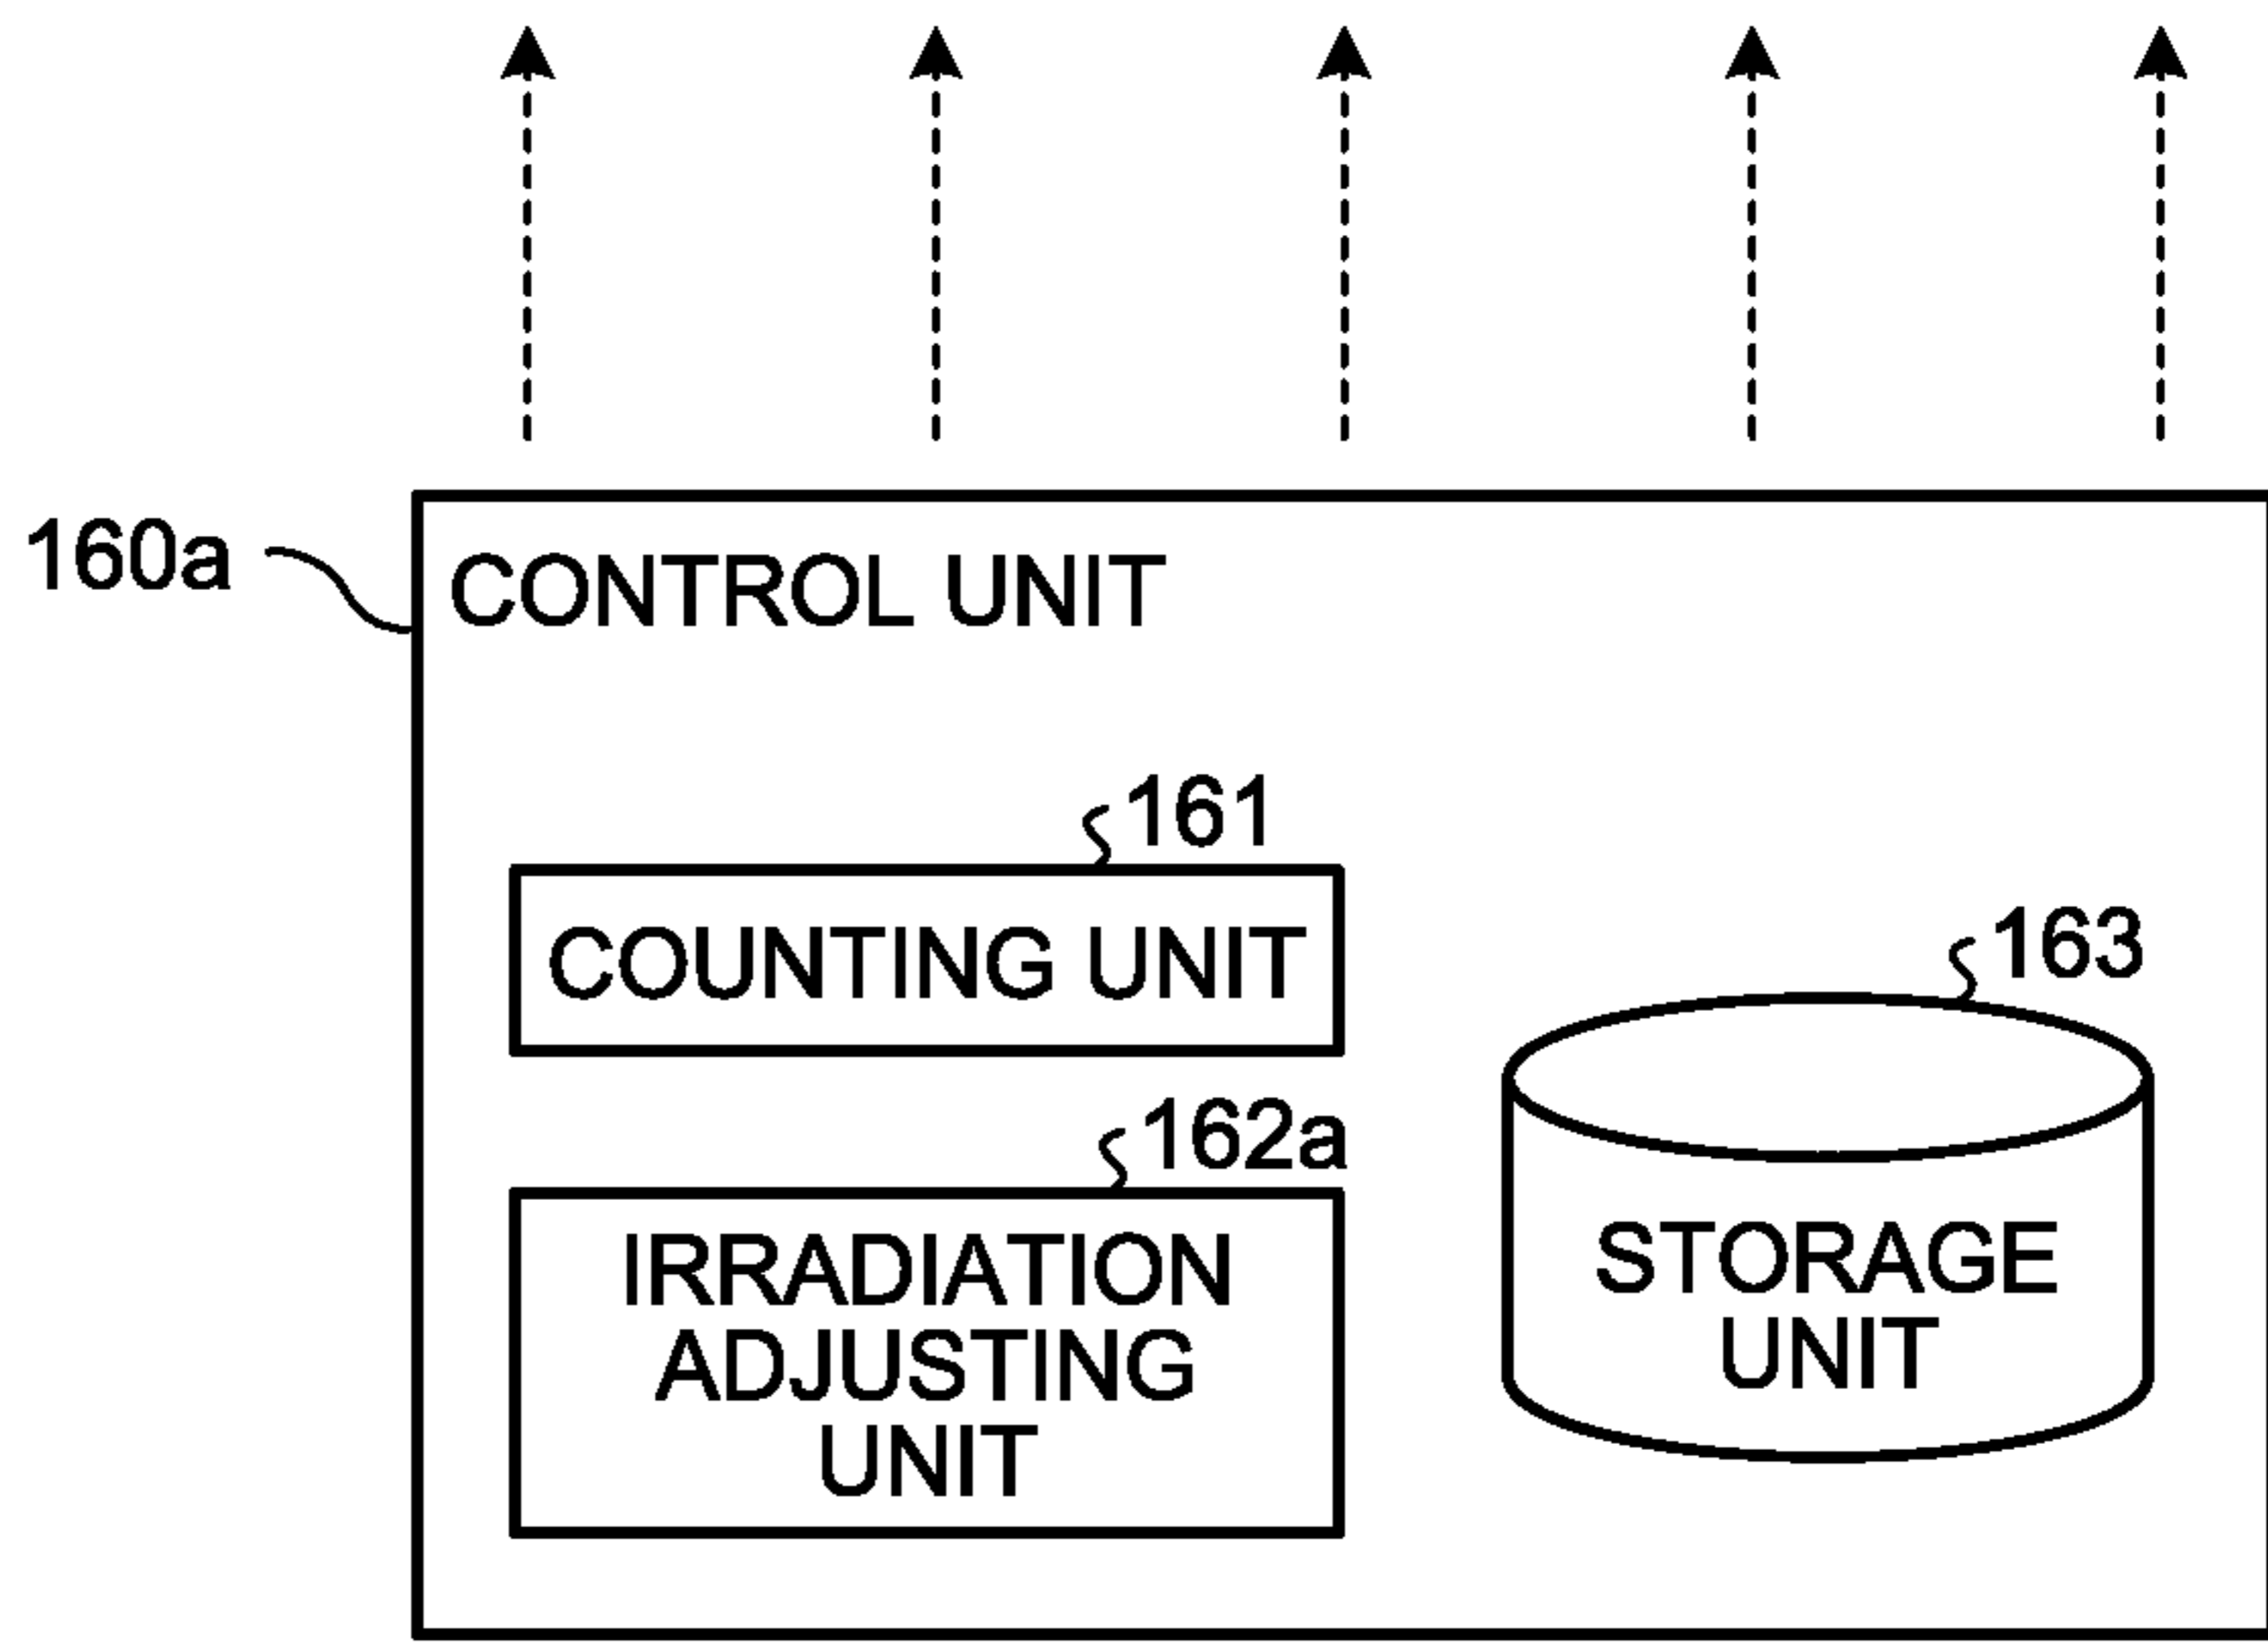 160a
CONTROL UNIT
161
COUNTING UNIT
163
162a
IRRADIATION
ADJUSTING
UNIT
STORAGE
UNIT